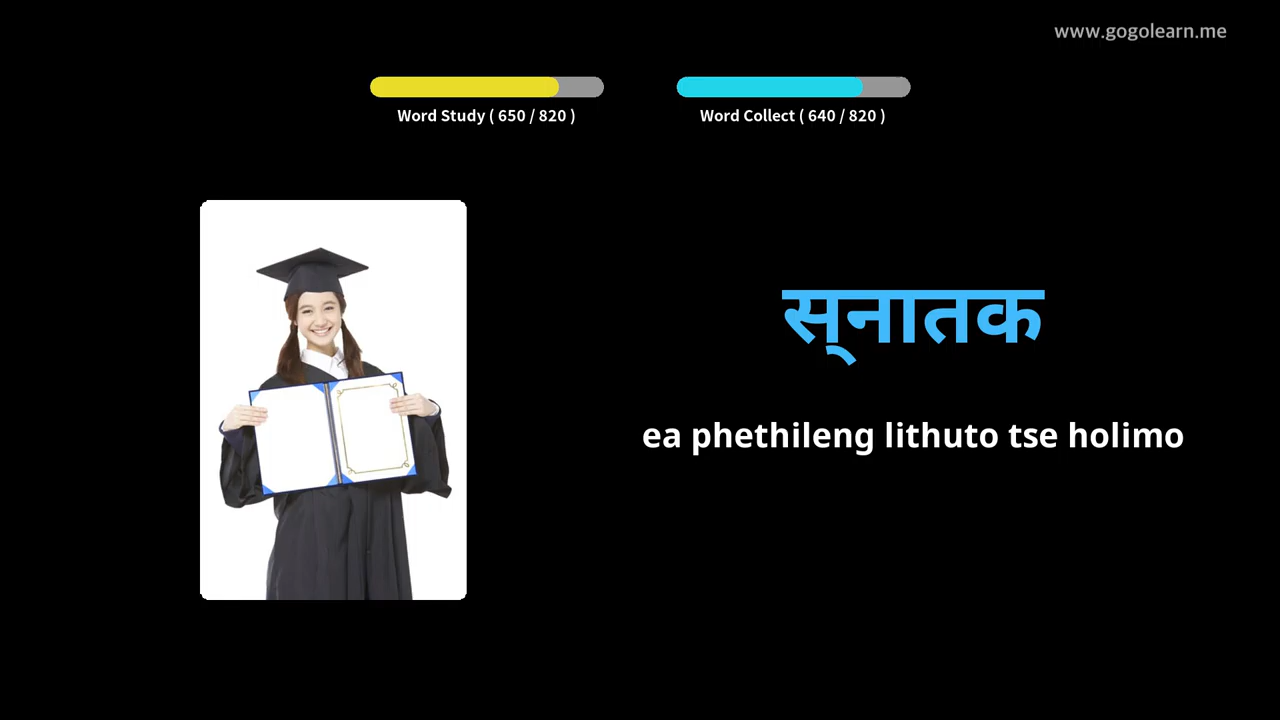 www.gogolearn.me
Word Study ( 650 / 820 )
Word Collect ( 640 / 820 )
स्‌नातक
ea phethileng lithuto tse holimo